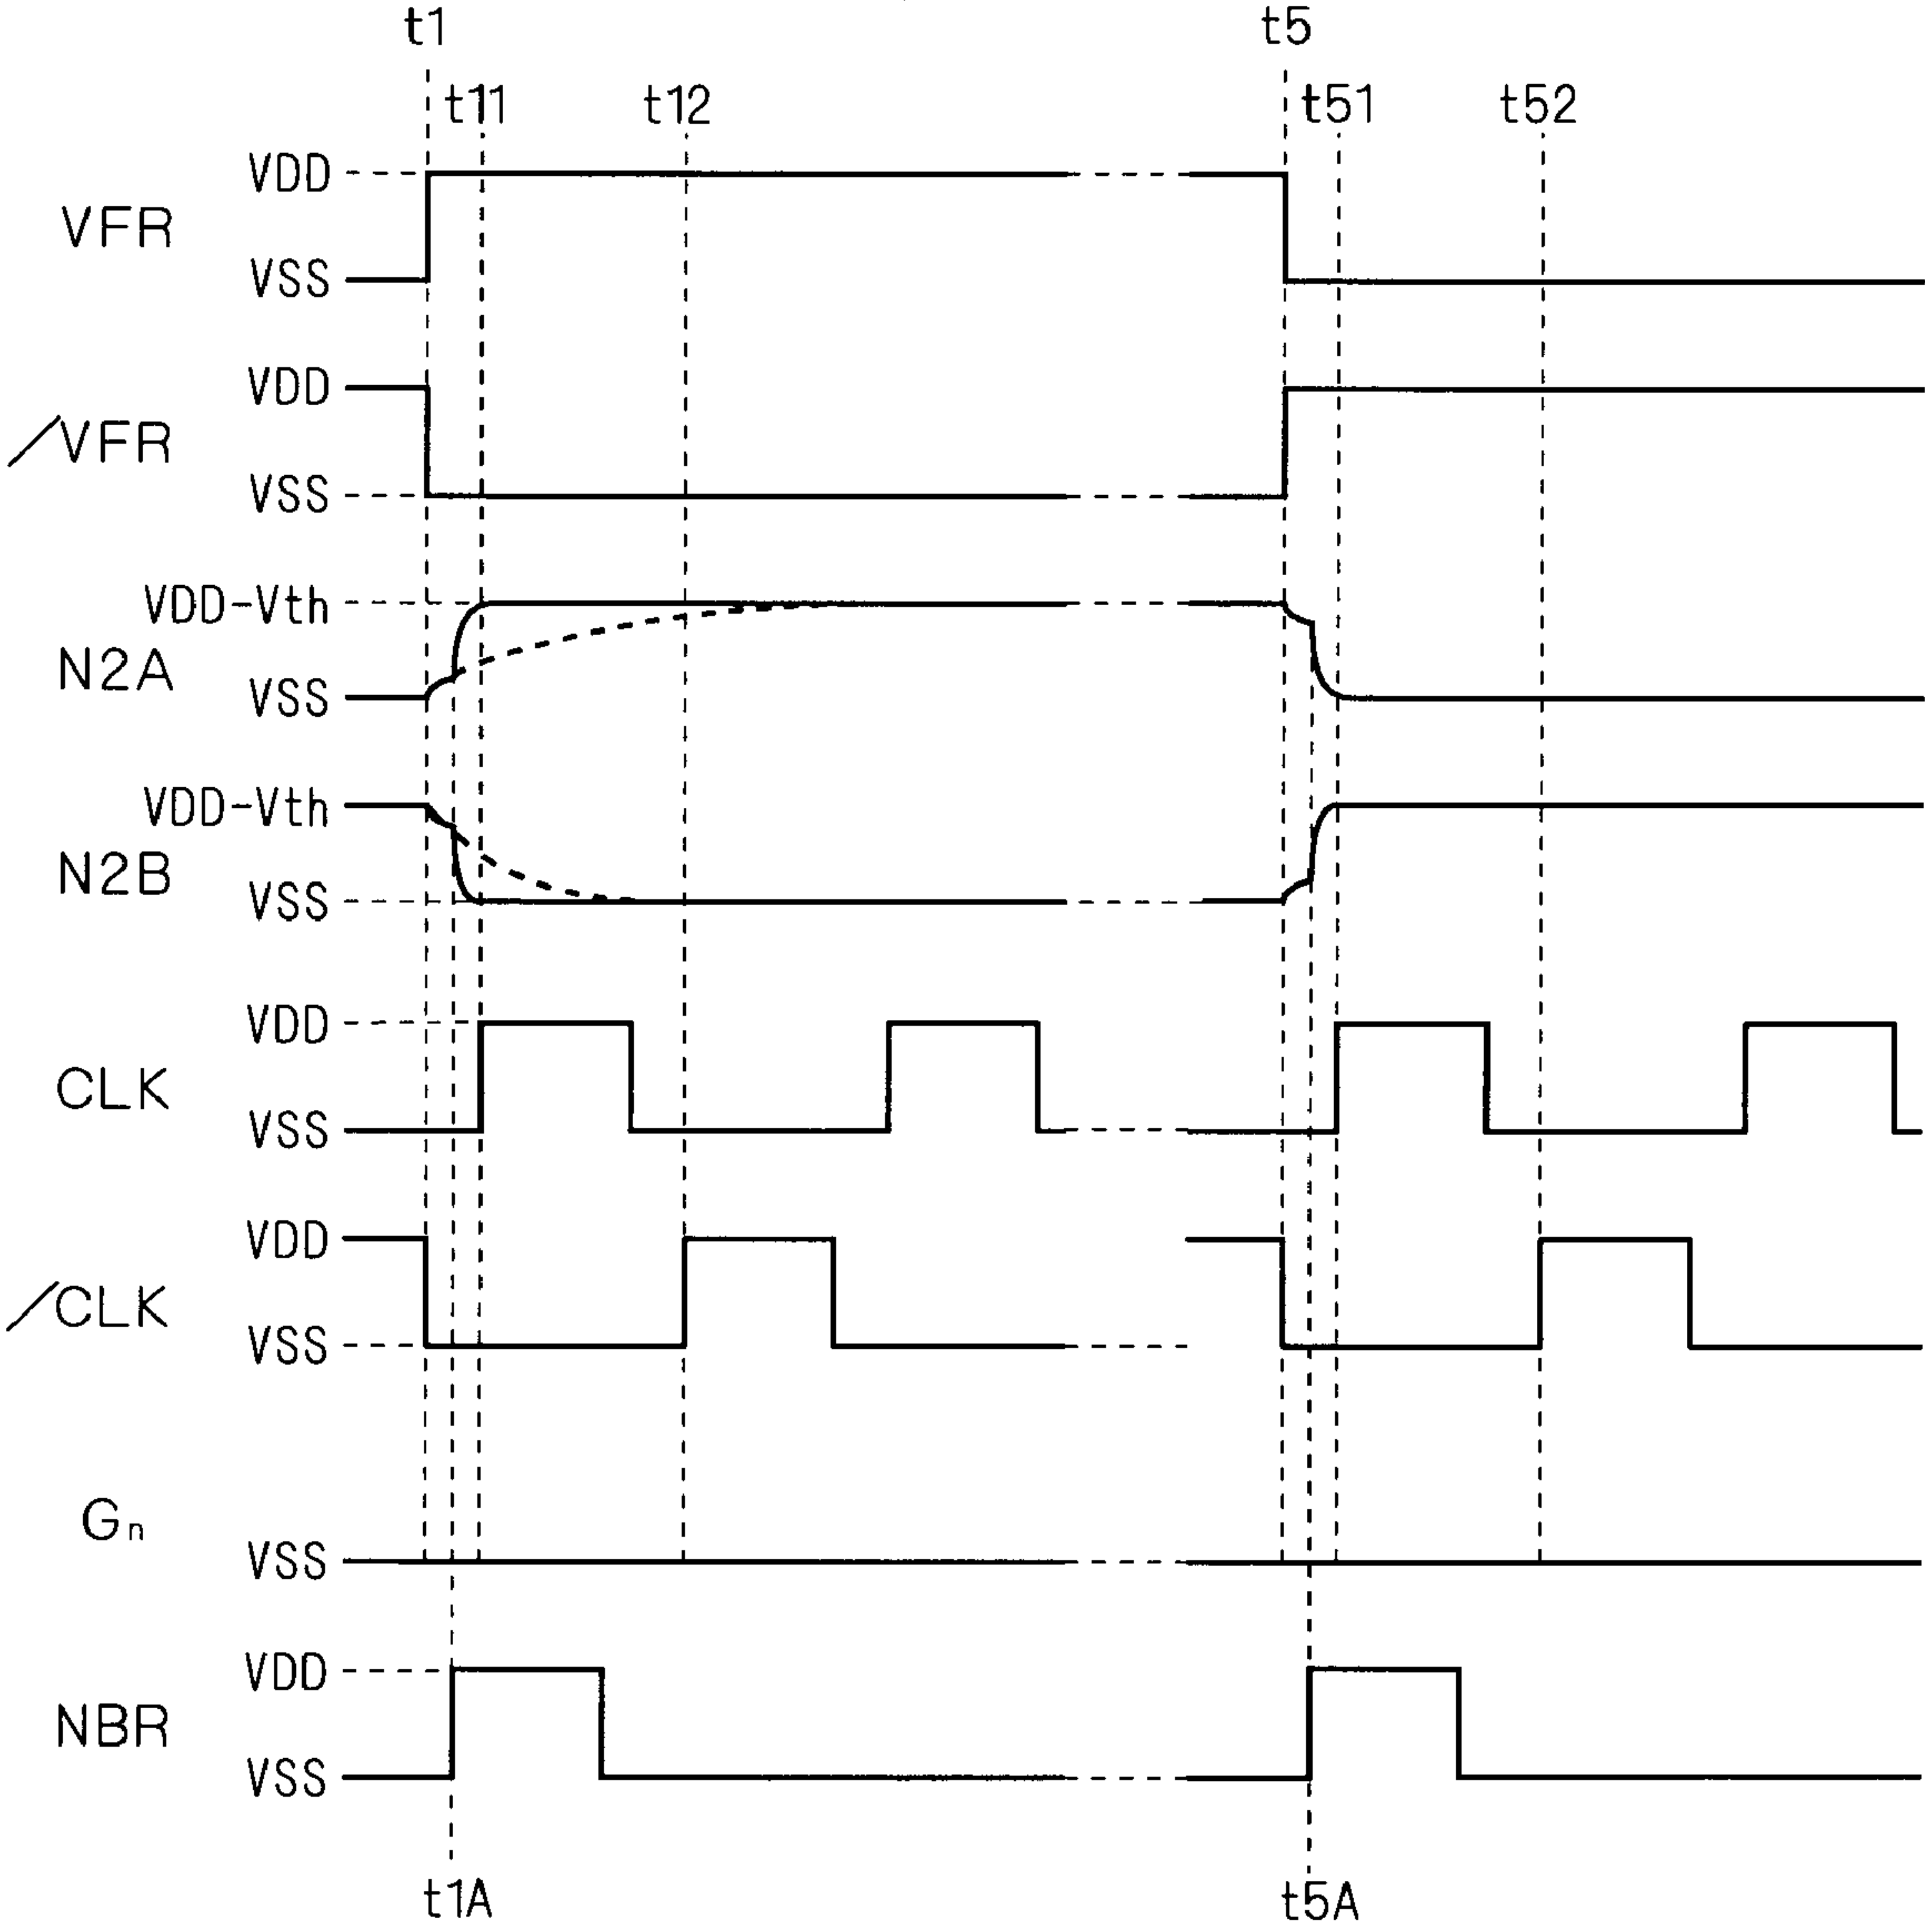 t1 t5
t11 t12 t51 t52
VDD
VFR
VSS
VDD
/VFR
VSS
VDD-Vth
N2A
VSS
VDD-Vth
N2B
VSS
VDD
CLK
VSS
VDD
/CLK
VSS
Gn
VSS
VDD
NBR
VSS
t1A t5A